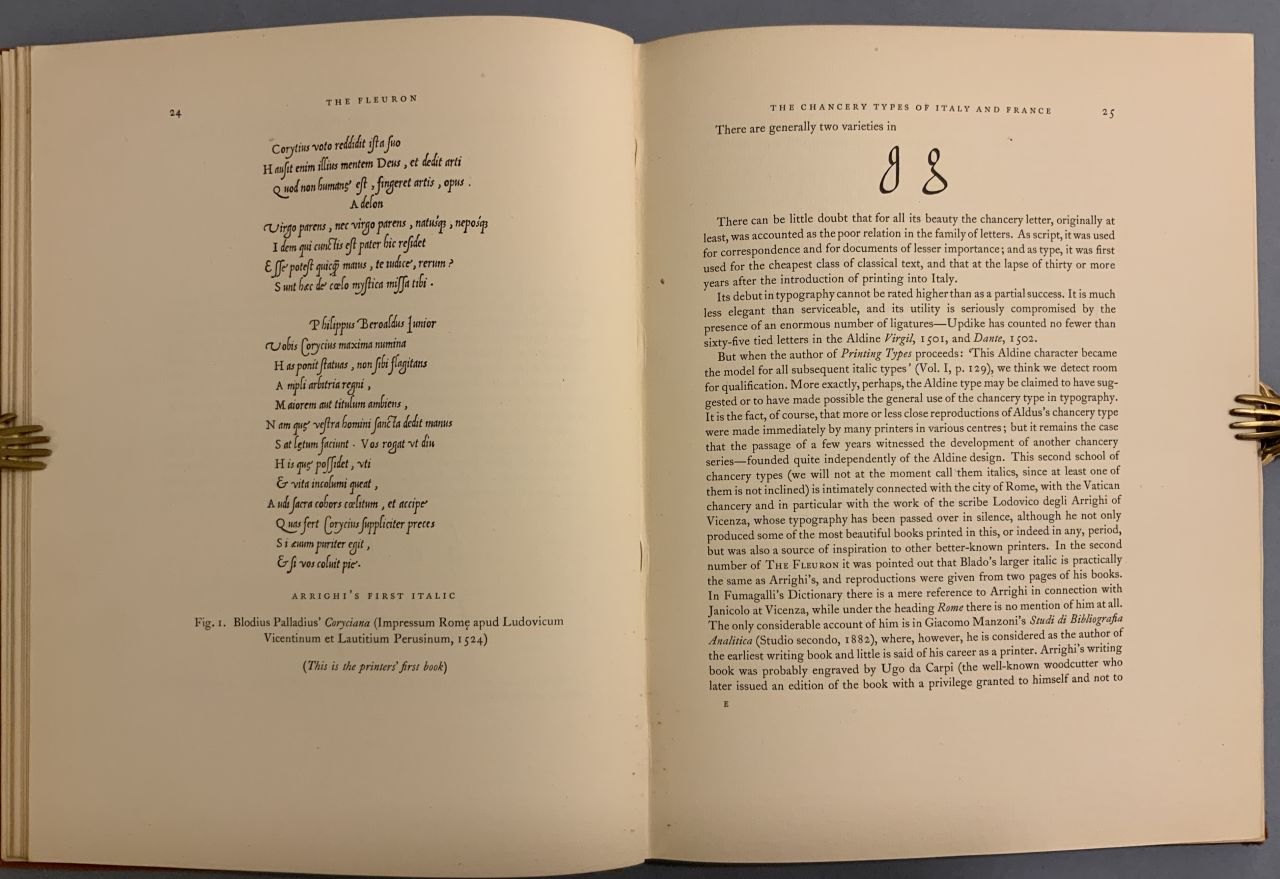 24
THE FLEURON
Corytius voto reddidit ista suo
Hausit enim illius mentem Deus, et dedit arti
Quod non humanę est, fingeret artis, opus.
Adelon
Virgo parens, nec virgo parens, natusq́ꝫ, neposq́ꝫ
Idem qui cunctis est pater hic residet
Esse potest quicq̃ maius, te iudice, rerum?
Sunt hæc de cœlo mystica missa tibi.
Philippus Beroaldus Iunior
Vobis Corycius maxima numina
Has ponit statuas, non sibi flagitans
Ampli arbitria regni,
Maiorem aut titulum ambiens,
Nam quę vestra homini sancta dedit manus
Sat lętum faciunt. Vos rogat vt diu
His quę possidet, vti
& vita incolumi queat,
Audi sacra cohors cœlitum, et accipe
Quas fert Corycius suppliciter preces
Si æuum puriter egit,
& si vos coluit pie.
ARRIGHI'S FIRST ITALIC
Fig. 1. Blodius Palladius' Coryciana (Impressum Romę apud Ludovicum
Vicentinum et Lautitium Perusinum, 1524)
(This is the printers' first book)
THE CHANCERY TYPES OF ITALY AND FRANCE
25
There are generally two varieties in
g g
There can be little doubt that for all its beauty the chancery letter, originally at
least, was accounted as the poor relation in the family of letters. As script, it was used
for correspondence and for documents of lesser importance; and as type, it was first
used for the cheapest class of classical text, and that at the lapse of thirty or more
years after the introduction of printing into Italy.
Its debut in typography cannot be rated higher than as a partial success. It is much
less elegant than serviceable, and its utility is seriously compromised by the
presence of an enormous number of ligatures—Updike has counted no fewer than
sixty-five tied letters in the Aldine Virgil, 1501, and Dante, 1502.
But when the author of Printing Types proceeds: 'This Aldine character became
the model for all subsequent italic types' (Vol. I, p. 129), we think we detect room
for qualification. More exactly, perhaps, the Aldine type may be claimed to have sug-
gested or to have made possible the general use of the chancery type in typography.
It is the fact, of course, that more or less close reproductions of Aldus's chancery type
were made immediately by many printers in various centres; but it remains the case
that the passage of a few years witnessed the development of another chancery
series—founded quite independently of the Aldine design. This second school of
chancery types (we will not at the moment call them italics, since at least one of
them is not inclined) is intimately connected with the city of Rome, with the Vatican
chancery and in particular with the work of the scribe Lodovico degli Arrighi of
Vicenza, whose typography has been passed over in silence, although he not only
produced some of the most beautiful books printed in this, or indeed in any, period,
but was also a source of inspiration to other better-known printers. In the second
number of THE FLEURON it was pointed out that Blado's larger italic is practically
the same as Arrighi's, and reproductions were given from two pages of his books.
In Fumagalli's Dictionary there is a mere reference to Arrighi in connection with
Janicolo at Vicenza, while under the heading Rome there is no mention of him at all.
The only considerable account of him is in Giacomo Manzoni's Studi di Bibliografia
Analitica (Studio secondo, 1882), where, however, he is considered as the author of
the earliest writing book and little is said of his career as a printer. Arrighi's writing
book was probably engraved by Ugo da Carpi (the well-known woodcutter who
later issued an edition of the book with a privilege granted to himself and not to
E